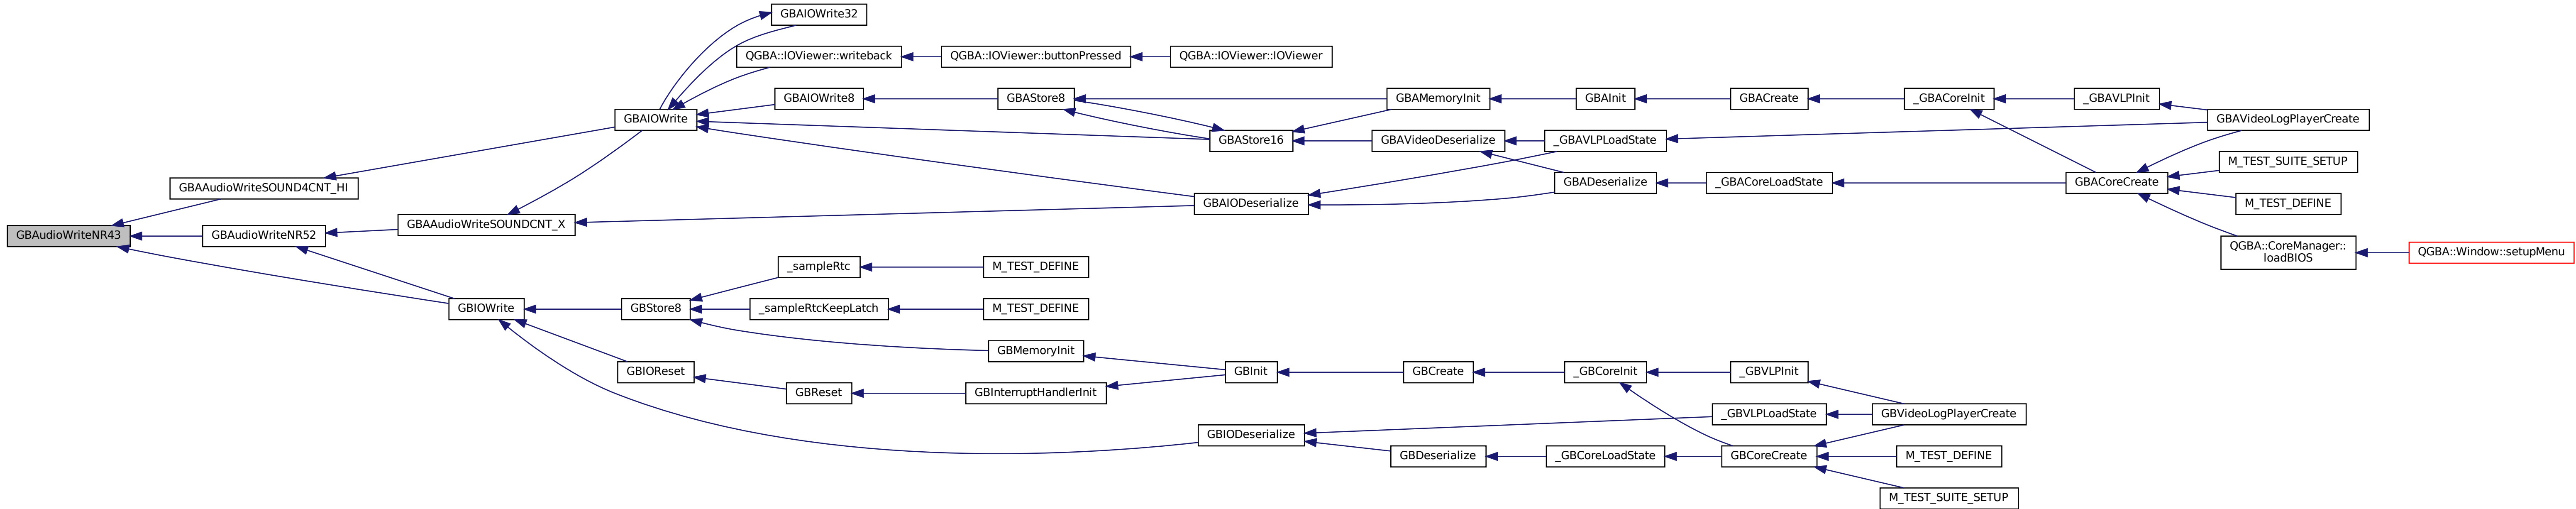 GBAIOWrite32
QGBA::IOViewer::writeback
QGBA::IOViewer::buttonPressed
QGBA::IOViewer::IOViewer
GBAIOWrite8
GBAStore8
GBAMemoryInit
GBAInit
GBACreate
_GBACoreInit
_GBAVLPInit
GBAIOWrite
GBAVideoLogPlayerCreate
GBAStore16
GBAVideoDeserialize
_GBAVLPLoadState
M_TEST_SUITE_SETUP
GBAAudioWriteSOUND4CNT_HI
GBADeserialize
_GBACoreLoadState
GBACoreCreate
GBAIODeserialize
M_TEST_DEFINE
GBAAudioWriteSOUNDCNT_X
GBAudioWriteNR43
GBAudioWriteNR52
QGBA::CoreManager::
loadBIOS
QGBA::Window::setupMenu
_sampleRtc
M_TEST_DEFINE
GBIOWrite
GBStore8
_sampleRtcKeepLatch
M_TEST_DEFINE
GBMemoryInit
GBIOReset
GBInit
GBCreate
_GBCoreInit
_GBVLPInit
GBReset
GBInterruptHandlerInit
_GBVLPLoadState
GBVideoLogPlayerCreate
GBIODeserialize
GBDeserialize
_GBCoreLoadState
GBCoreCreate
M_TEST_DEFINE
M_TEST_SUITE_SETUP